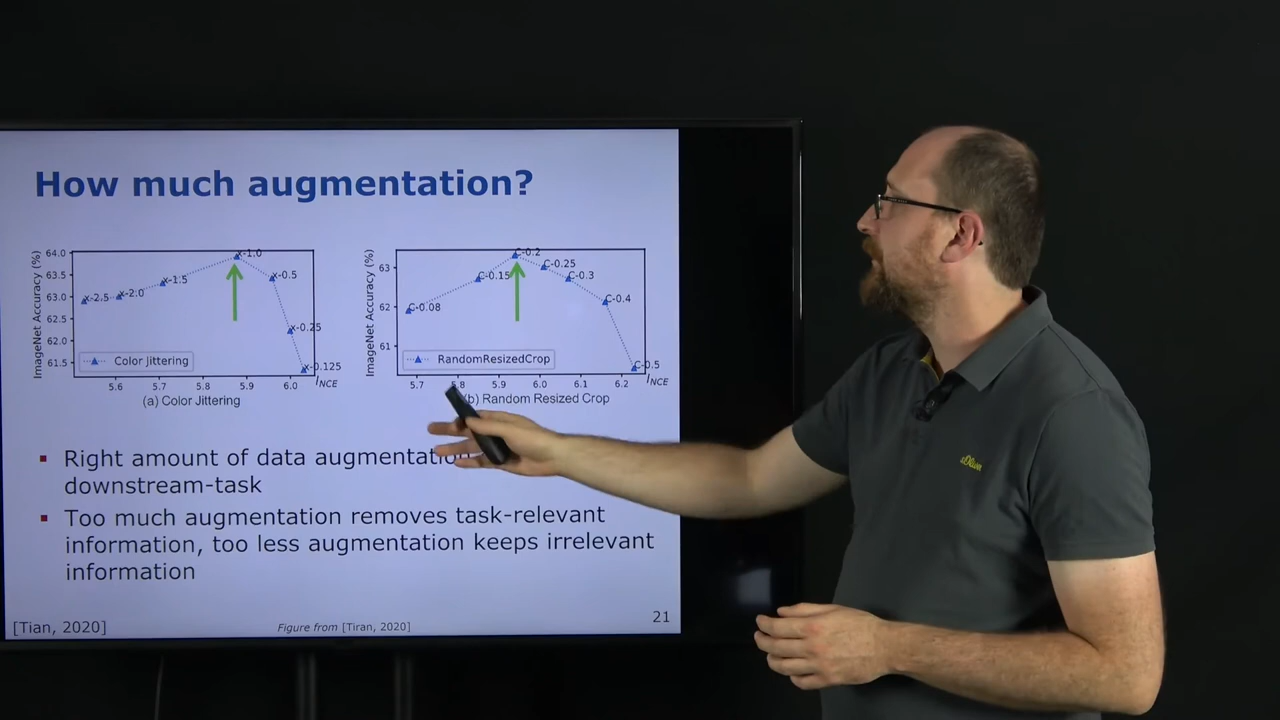 How much augmentation?
ImageNet Accuracy (%)
64.0
63.5
63.0
62.5
62.0
61.5
x-2.5
x-2.0
x-1.5
x-1.0
x-0.5
x-0.25
x-0.125
Color Jittering
5.6 5.7 5.8 5.9 6.0
I_NCE
(a) Color Jittering
ImageNet Accuracy (%)
63
62
61
C-0.08
C-0.15
C-0.2
C-0.25
C-0.3
C-0.4
C-0.5
RandomResizedCrop
5.7 5.8 5.9 6.0 6.1 6.2
I_NCE
(b) Random Resized Crop
Right amount of data augmentation
downstream-task
Too much augmentation removes task-relevant
information, too less augmentation keeps irrelevant
information
[Tian, 2020]
Figure from [Tiran, 2020]
21
s.Oliver